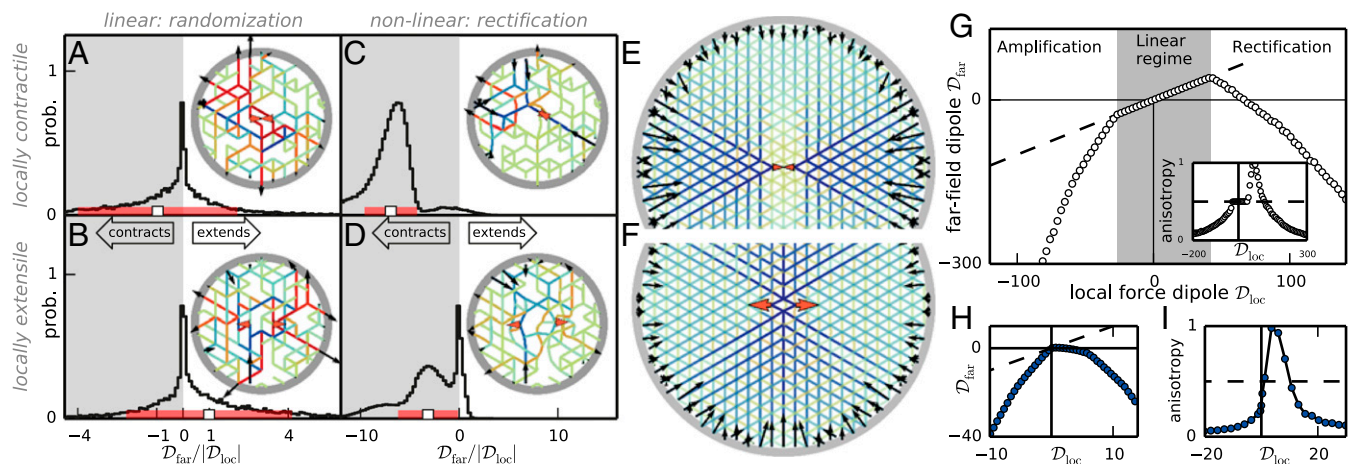 linear: randomization
non-linear: rectification
locally contractile
locally extensile
A
prob.
1
0
B
prob.
1
0
contracts
extends
−4 −1 0 1 4
𝒟far/|𝒟loc|
C
D
contracts
extends
−10 0 10
𝒟far/|𝒟loc|
E
F
G
Amplification
Linear regime
Rectification
far-field dipole 𝒟far
0
−300
−100 0 100
local force dipole 𝒟loc
anisotropy
1
0
−200 300
𝒟loc
H
𝒟far
0
−40
−10 0 10
𝒟loc
I
anisotropy
1
0
−20 0 20
𝒟loc